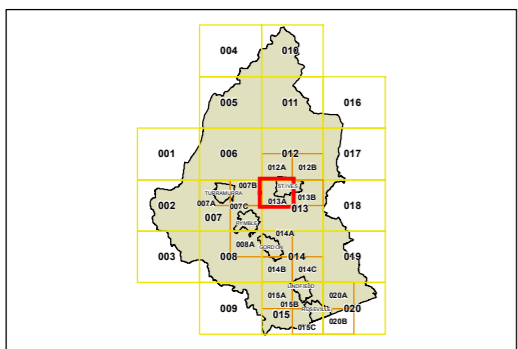 004 010
005 011 016
001 006 012 017
012A 012B
007B ST.IVES
TURRAMURRA
002 007A 007C 013A 013B 018
007 013
PYMBLE
014A
008A GORDON
003 008 014 019
014B 014C
LINDFIELD
015A 020A
009 015B ROSEVILLE 020
015 020B
015C